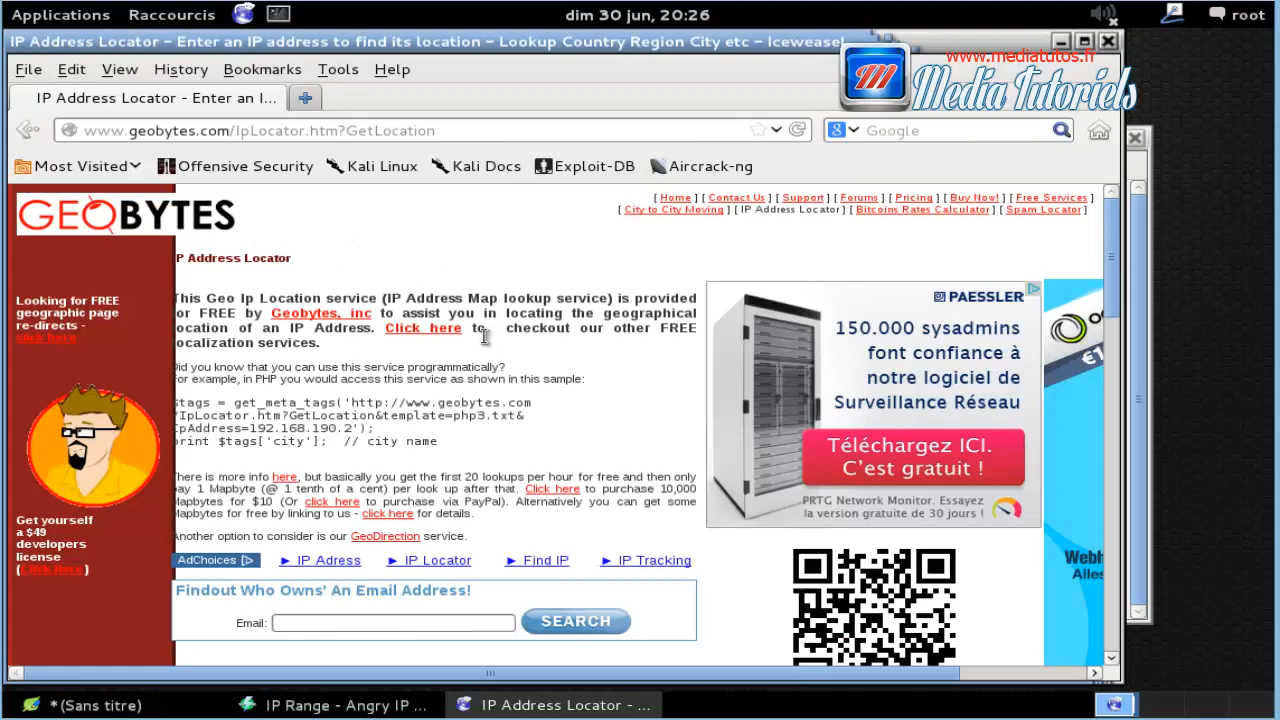 Applications Raccourcis dim 30 jun, 20:26 root
IP Address Locator – Enter an IP address to find its location – Lookup Country Region City etc – Iceweasel
www.mediatutos.fr
Media Tutoriels
File Edit View History Bookmarks Tools Help
IP Address Locator - Enter an I...
www.geobytes.com/IpLocator.htm?GetLocation
Google
Most Visited Offensive Security Kali Linux Kali Docs Exploit-DB Aircrack-ng
GEOBYTES
[ Home ] [ Contact Us ] [ Support ] [ Forums ] [ Pricing ] [ Buy Now! ] [ Free Services ]
[ City to City Moving ] [ IP Address Locator ] [ Bitcoins Rates Calculator ] [ Spam Locator ]
IP Address Locator
Looking for FREE
geographic page
re-directs -
click here
This Geo Ip Location service (IP Address Map lookup service) is provided
for FREE by Geobytes, inc to assist you in locating the geographical
location of an IP Address. Click here to checkout our other FREE
localization services.
Did you know that you can use this service programmatically?
For example, in PHP you would access this service as shown in this sample:
$tags = get_meta_tags('http://www.geobytes.com
/IpLocator.htm?GetLocation&template=php3.txt&
IpAddress=192.168.190.2');
print $tags['city']; // city name
There is more info here, but basically you get the first 20 lookups per hour for free and then only
pay 1 Mapbyte (@ 1 tenth of a cent) per look up after that. Click here to purchase 10,000
Mapbytes for $10 (Or click here to purchase via PayPal). Alternatively you can get some
Mapbytes for free by linking to us - click here for details.
Another option to consider is our GeoDirection service.
Get yourself
a $49
developers
license
(Click Here)
AdChoices ► IP Adress ► IP Locator ► Find IP ► IP Tracking
Findout Who Owns' An Email Address!
Email: SEARCH
PAESSLER
150.000 sysadmins
font confiance à
notre logiciel de
Surveillance Réseau
Téléchargez ICI.
C'est gratuit !
PRTG Network Monitor. Essayez
la version gratuite de 30 jours !
€1
Alles
*(Sans titre) IP Range - Angry IP ... IP Address Locator - ...